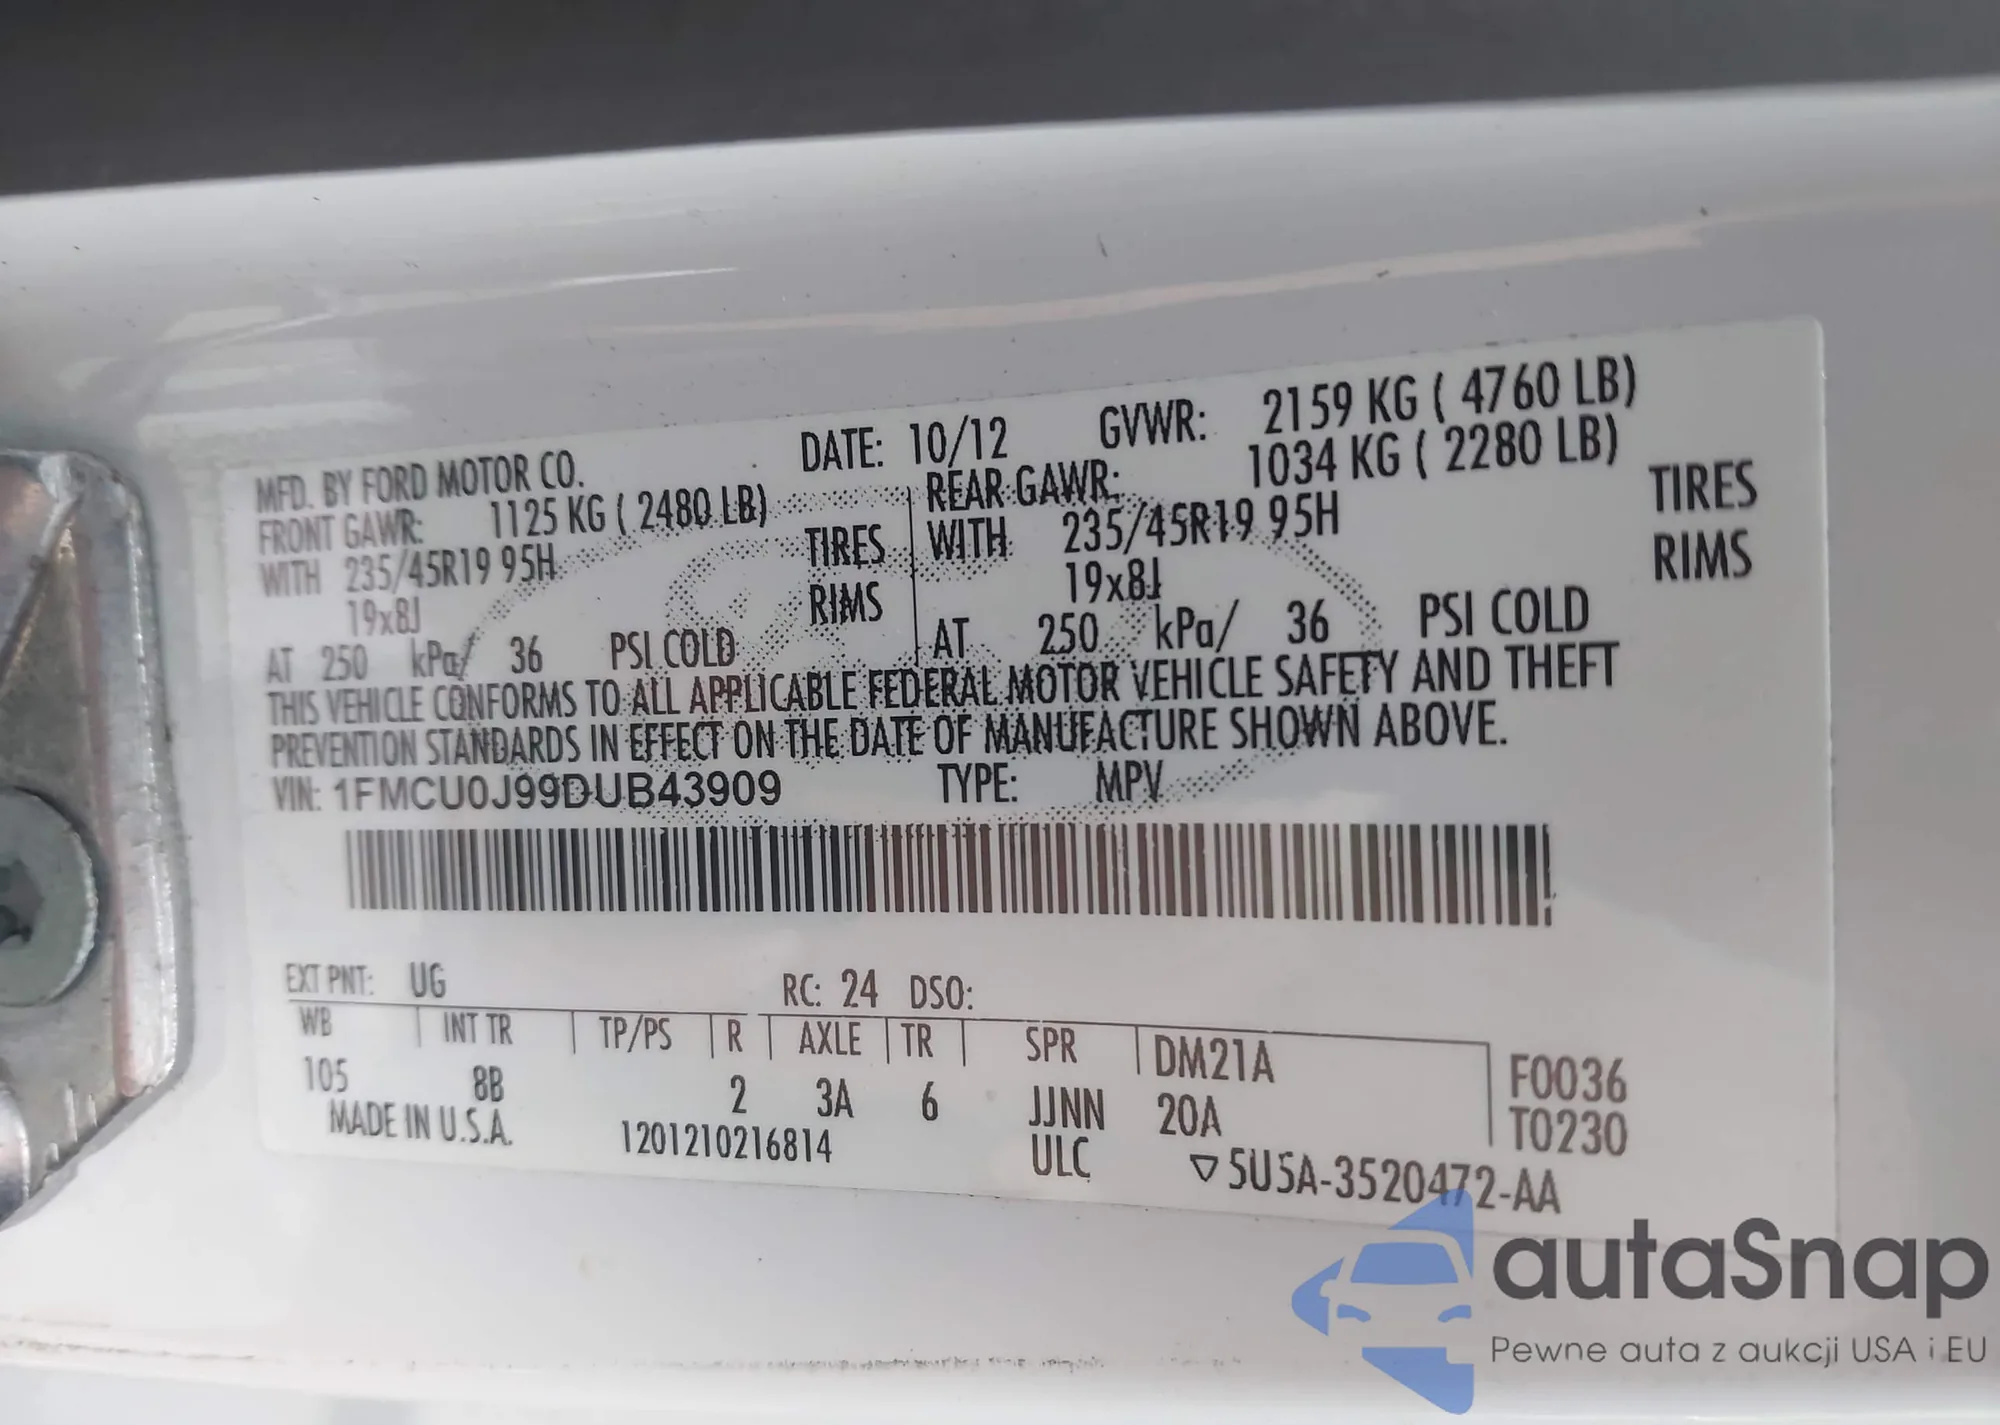 MFD. BY FORD MOTOR CO. DATE: 10/12 GVWR: 2159 KG ( 4760 LB)
FRONT GAWR: 1125 KG ( 2480 LB) REAR GAWR: 1034 KG ( 2280 LB)
WITH 235/45R19 95H TIRES WITH 235/45R19 95H TIRES
19x8J RIMS 19x8J RIMS
AT 250 kPa/ 36 PSI COLD AT 250 kPa/ 36 PSI COLD
THIS VEHICLE CONFORMS TO ALL APPLICABLE FEDERAL MOTOR VEHICLE SAFETY AND THEFT
PREVENTION STANDARDS IN EFFECT ON THE DATE OF MANUFACTURE SHOWN ABOVE.
VIN: 1FMCU0J99DUB43909 TYPE: MPV
EXT PNT: UG RC: 24 DSO:
WB INT TR TP/PS R AXLE TR SPR DM21A F0036
105 8B 2 3A 6 JJNN 20A T0230
MADE IN U.S.A. 1201210216814 ULC ▽5U5A-3520472-AA
autaSnap
Pewne auta z aukcji USA i EU